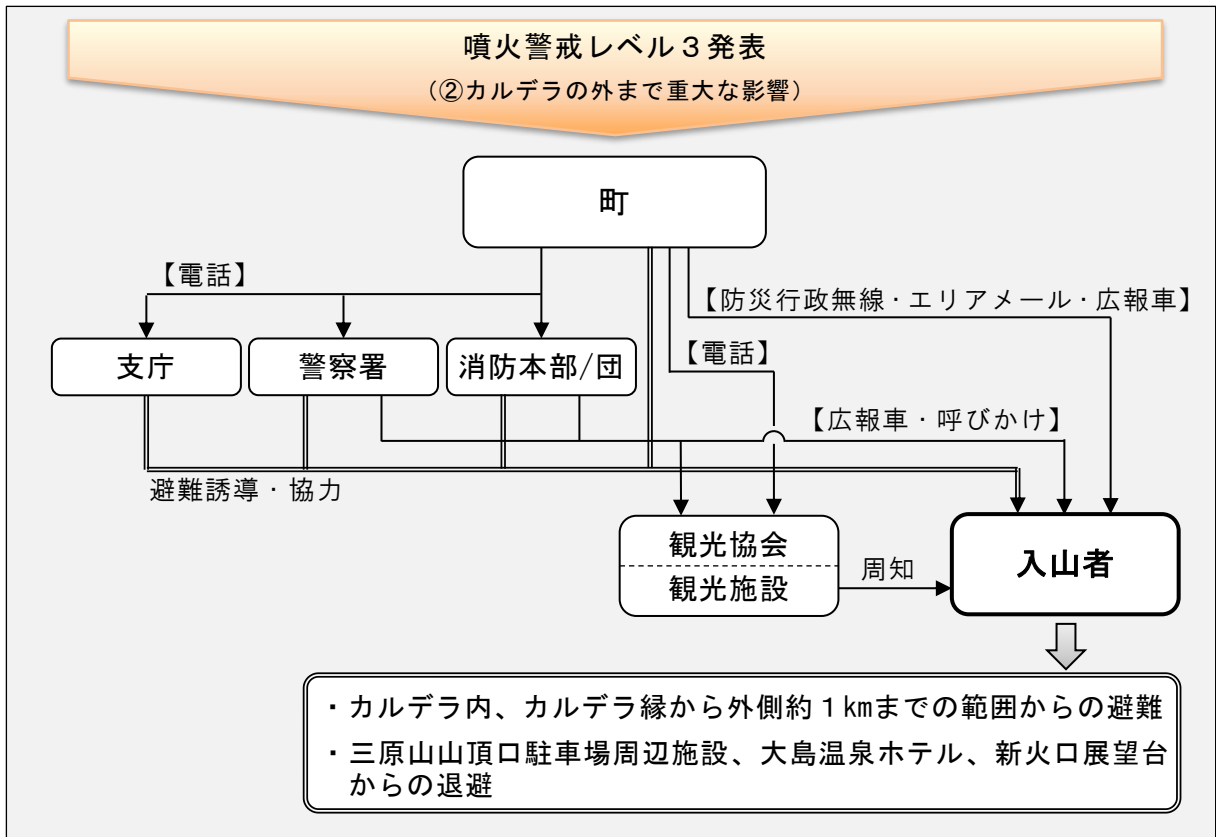 噴火警戒レベル３発表
（②カルデラの外まで重大な影響）
町
【電話】
【防災行政無線・エリアメール・広報車】
支庁
警察署
消防本部/団
【電話】
【広報車・呼びかけ】
避難誘導・協力
観光協会
観光施設
周知
入山者
・カルデラ内、カルデラ縁から外側約１㎞までの範囲からの避難
・三原山山頂口駐車場周辺施設、大島温泉ホテル、新火口展望台
からの退避